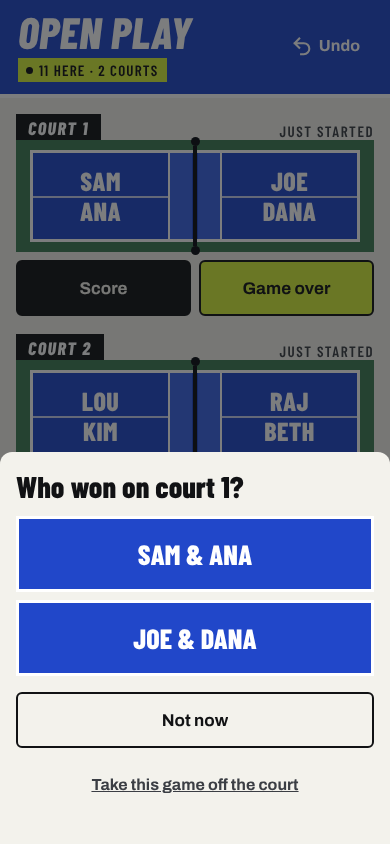 OPEN PLAY
Undo
11 HERE · 2 COURTS
COURT 1
JUST STARTED
SAM
JOE
ANA
DANA
Score
Game over
COURT 2
JUST STARTED
LOU
RAJ
KIM
BETH
Who won on court 1?
SAM & ANA
JOE & DANA
Not now
Take this game off the court